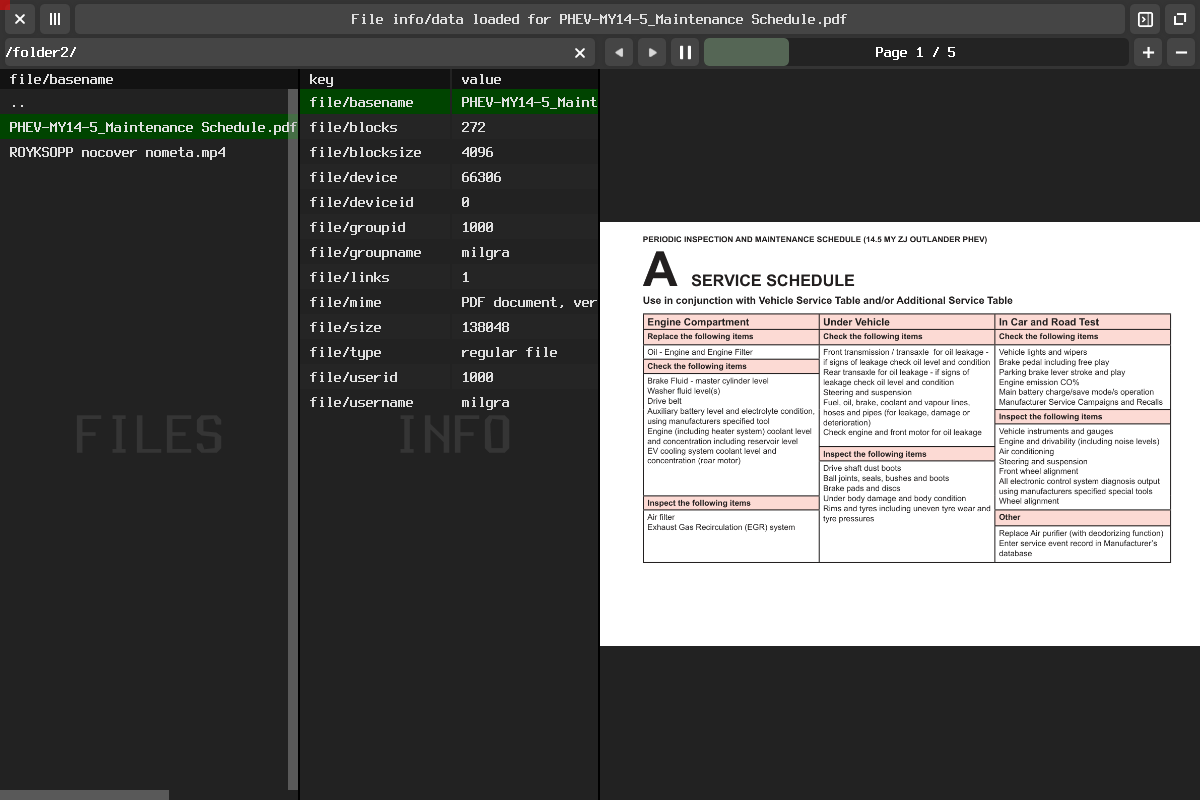 File info/data loaded for PHEV-MY14-5_Maintenance Schedule.pdf
/folder2/
Page 1 / 5
file/basename
..
PHEV-MY14-5_Maintenance Schedule.pdf
ROYKSOPP nocover nometa.mp4
FILES
key value
file/basename PHEV-MY14-5_Maint
file/blocks 272
file/blocksize 4096
file/device 66306
file/deviceid 0
file/groupid 1000
file/groupname milgra
file/links 1
file/mime PDF document, ver
file/size 138048
file/type regular file
file/userid 1000
file/username milgra
INFO
PERIODIC INSPECTION AND MAINTENANCE SCHEDULE (14.5 MY ZJ OUTLANDER PHEV)
A SERVICE SCHEDULE
Use in conjunction with Vehicle Service Table and/or Additional Service Table
Engine Compartment
Replace the following items
Oil - Engine and Engine Filter
Check the following items
Brake Fluid - master cylinder level
Washer fluid level(s)
Drive belt
Auxiliary battery level and electrolyte condition,
using manufacturers specified tool
Engine (including heater system) coolant level
and concentration including reservoir level
EV cooling system coolant level and
concentration (rear motor)
Inspect the following items
Air filter
Exhaust Gas Recirculation (EGR) system
Under Vehicle
Check the following items
Front transmission / transaxle for oil leakage -
if signs of leakage check oil level and condition
Rear transaxle for oil leakage - if signs of
leakage check oil level and condition
Steering and suspension
Fuel, oil, brake, coolant and vapour lines,
hoses and pipes (for leakage, damage or
deterioration)
Check engine and front motor for oil leakage
Inspect the following items
Drive shaft dust boots
Ball joints, seals, bushes and boots
Brake pads and discs
Under body damage and body condition
Rims and tyres including uneven tyre wear and
tyre pressures
In Car and Road Test
Check the following items
Vehicle lights and wipers
Brake pedal including free play
Parking brake lever stroke and play
Engine emission CO%
Main battery charge/save mode/s operation
Manufacturer Service Campaigns and Recalls
Inspect the following items
Vehicle instruments and gauges
Engine and drivability (including noise levels)
Air conditioning
Steering and suspension
Front wheel alignment
All electronic control system diagnosis output
using manufacturers specified special tools
Wheel alignment
Other
Replace Air purifier (with deodorizing function)
Enter service event record in Manufacturer's
database